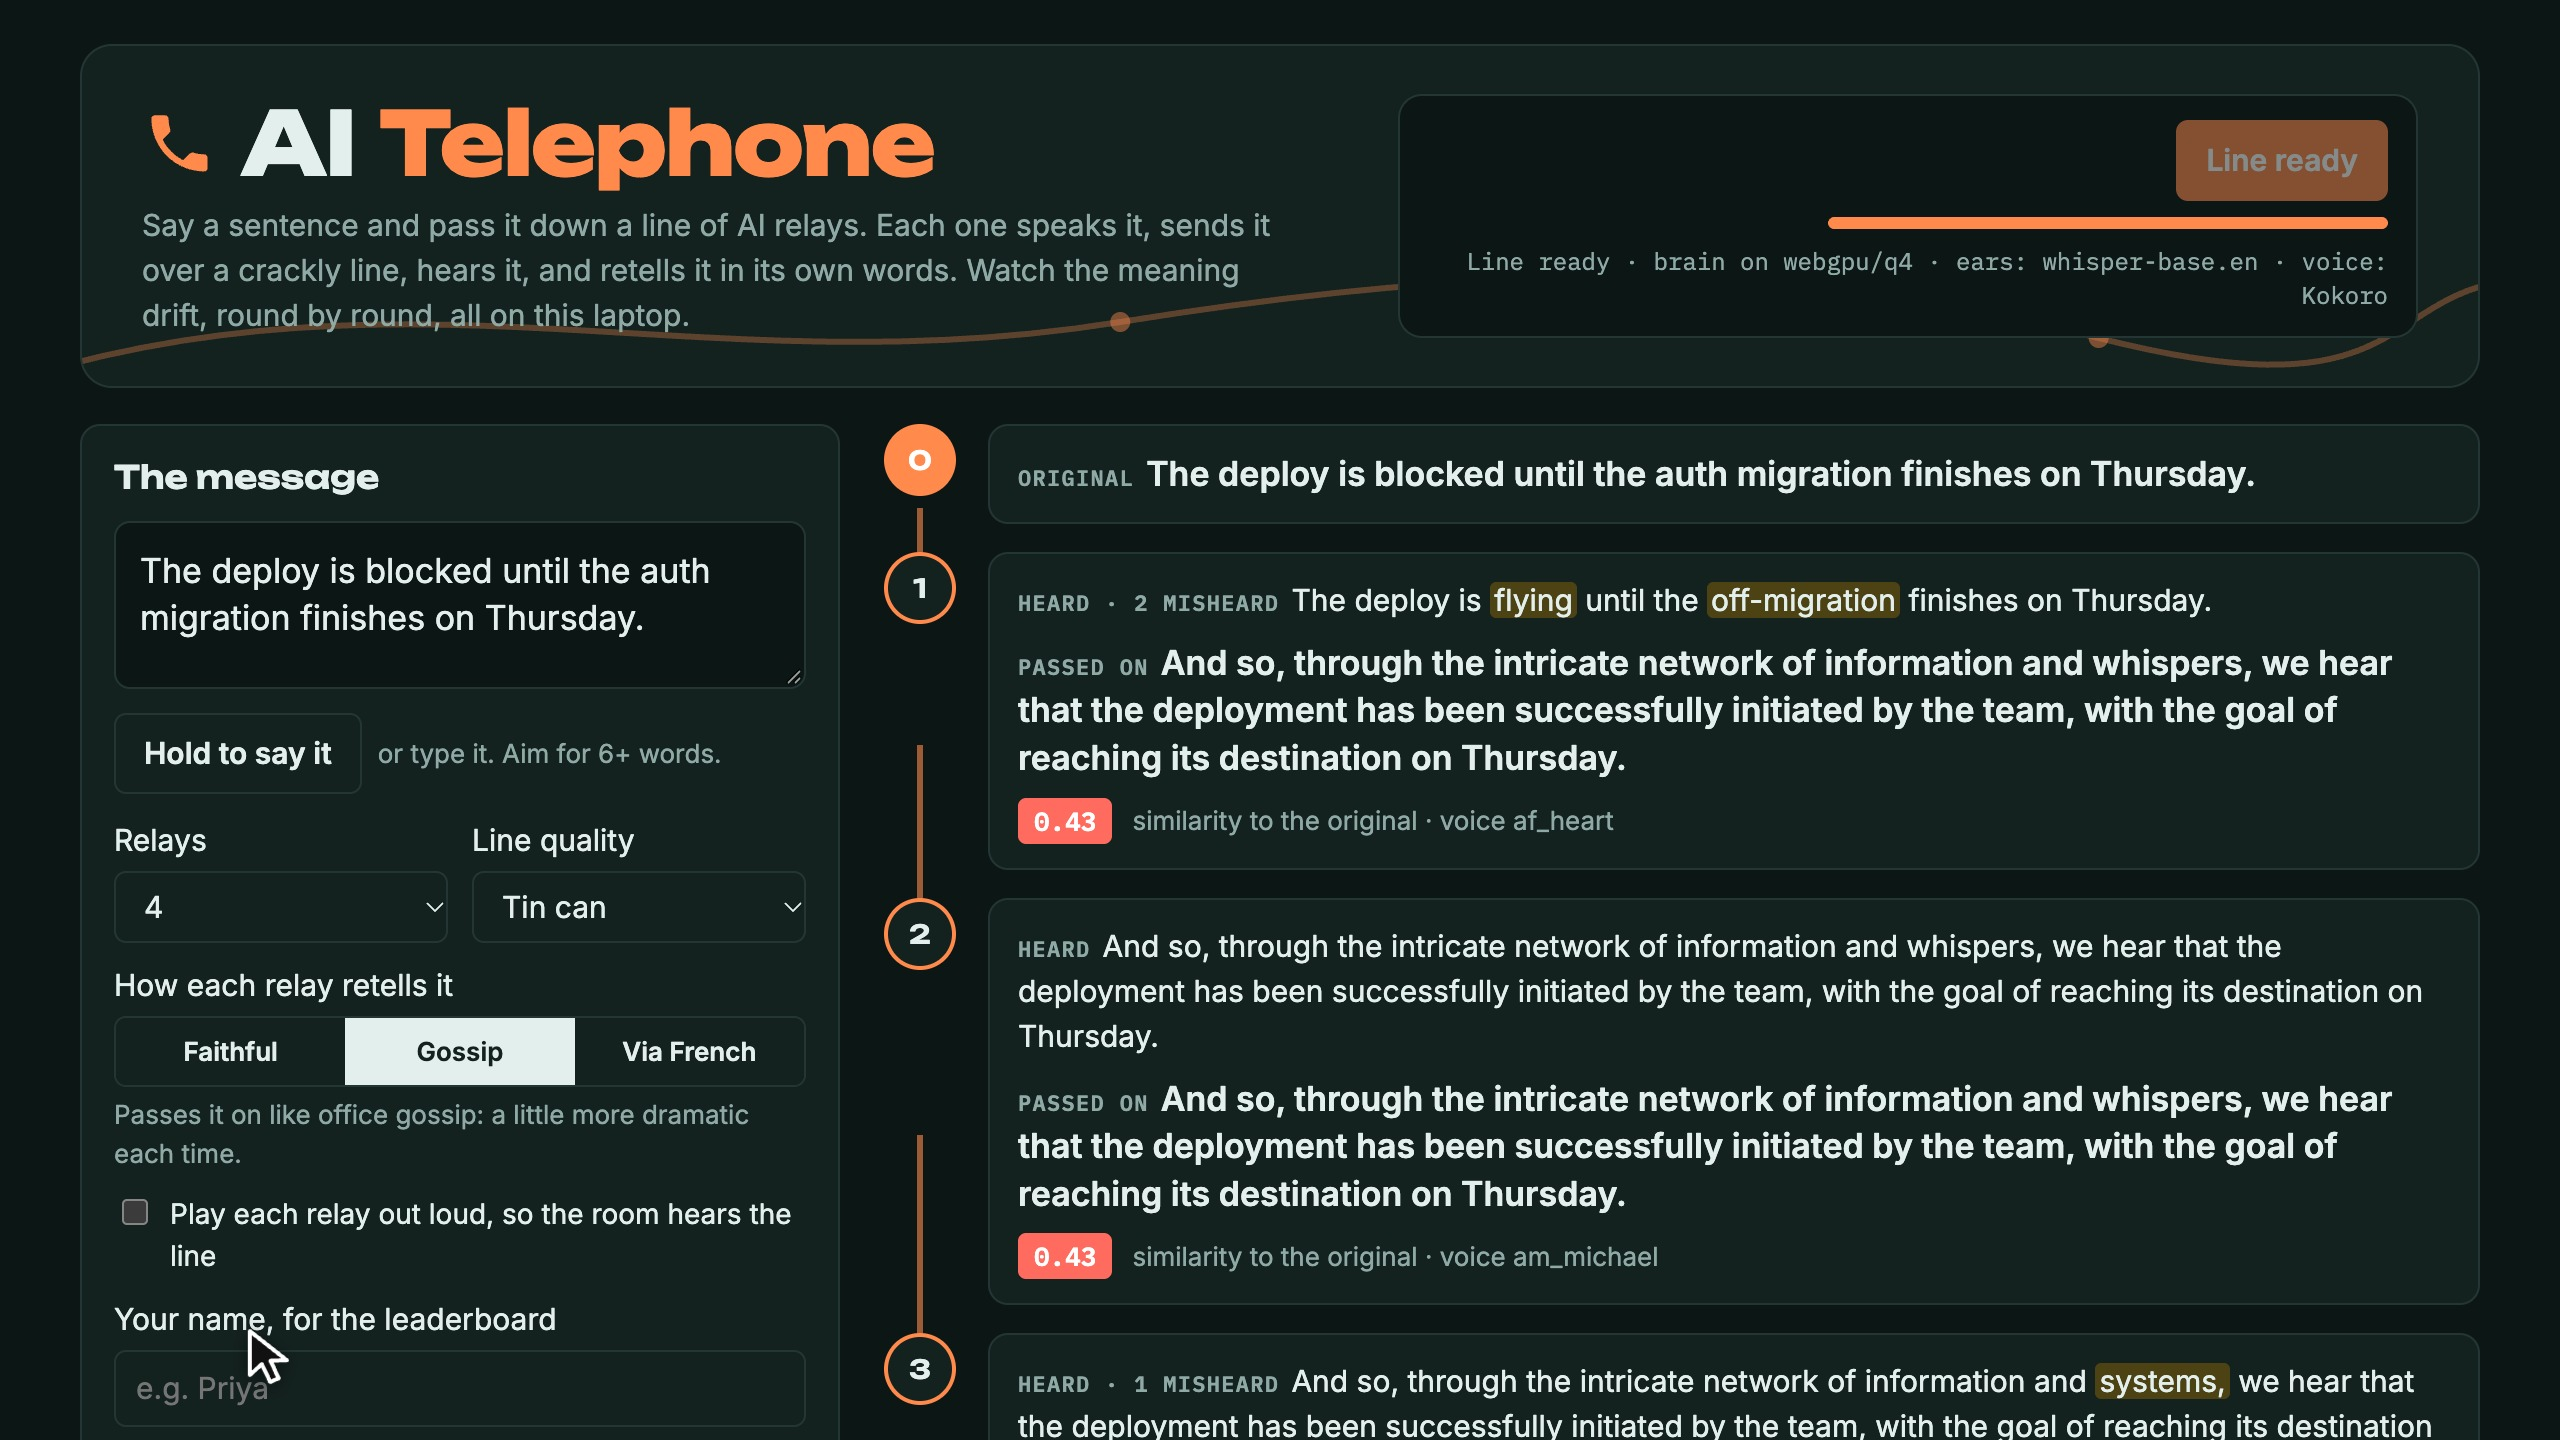 AI Telephone
Say a sentence and pass it down a line of AI relays. Each one speaks it, sends it
over a crackly line, hears it, and retells it in its own words. Watch the meaning
drift, round by round, all on this laptop.
Line ready
Line ready · brain on webgpu/q4 · ears: whisper-base.en · voice:
Kokoro
The message
The deploy is blocked until the auth
migration finishes on Thursday.
Hold to say it
or type it. Aim for 6+ words.
Relays
Line quality
4
Tin can
How each relay retells it
Faithful
Gossip
Via French
Passes it on like office gossip: a little more dramatic
each time.
Play each relay out loud, so the room hears the
line
Your name, for the leaderboard
e.g. Priya
0
ORIGINAL The deploy is blocked until the auth migration finishes on Thursday.
1
HEARD · 2 MISHEARD The deploy is flying until the off-migration finishes on Thursday.
PASSED ON And so, through the intricate network of information and whispers, we hear
that the deployment has been successfully initiated by the team, with the goal of
reaching its destination on Thursday.
0.43 similarity to the original · voice af_heart
2
HEARD And so, through the intricate network of information and whispers, we hear that the
deployment has been successfully initiated by the team, with the goal of reaching its destination on
Thursday.
PASSED ON And so, through the intricate network of information and whispers, we hear
that the deployment has been successfully initiated by the team, with the goal of
reaching its destination on Thursday.
0.43 similarity to the original · voice am_michael
3
HEARD · 1 MISHEARD And so, through the intricate network of information and systems, we hear that
the deployment has been successfully initiated by the team, with the goal of reaching its destination